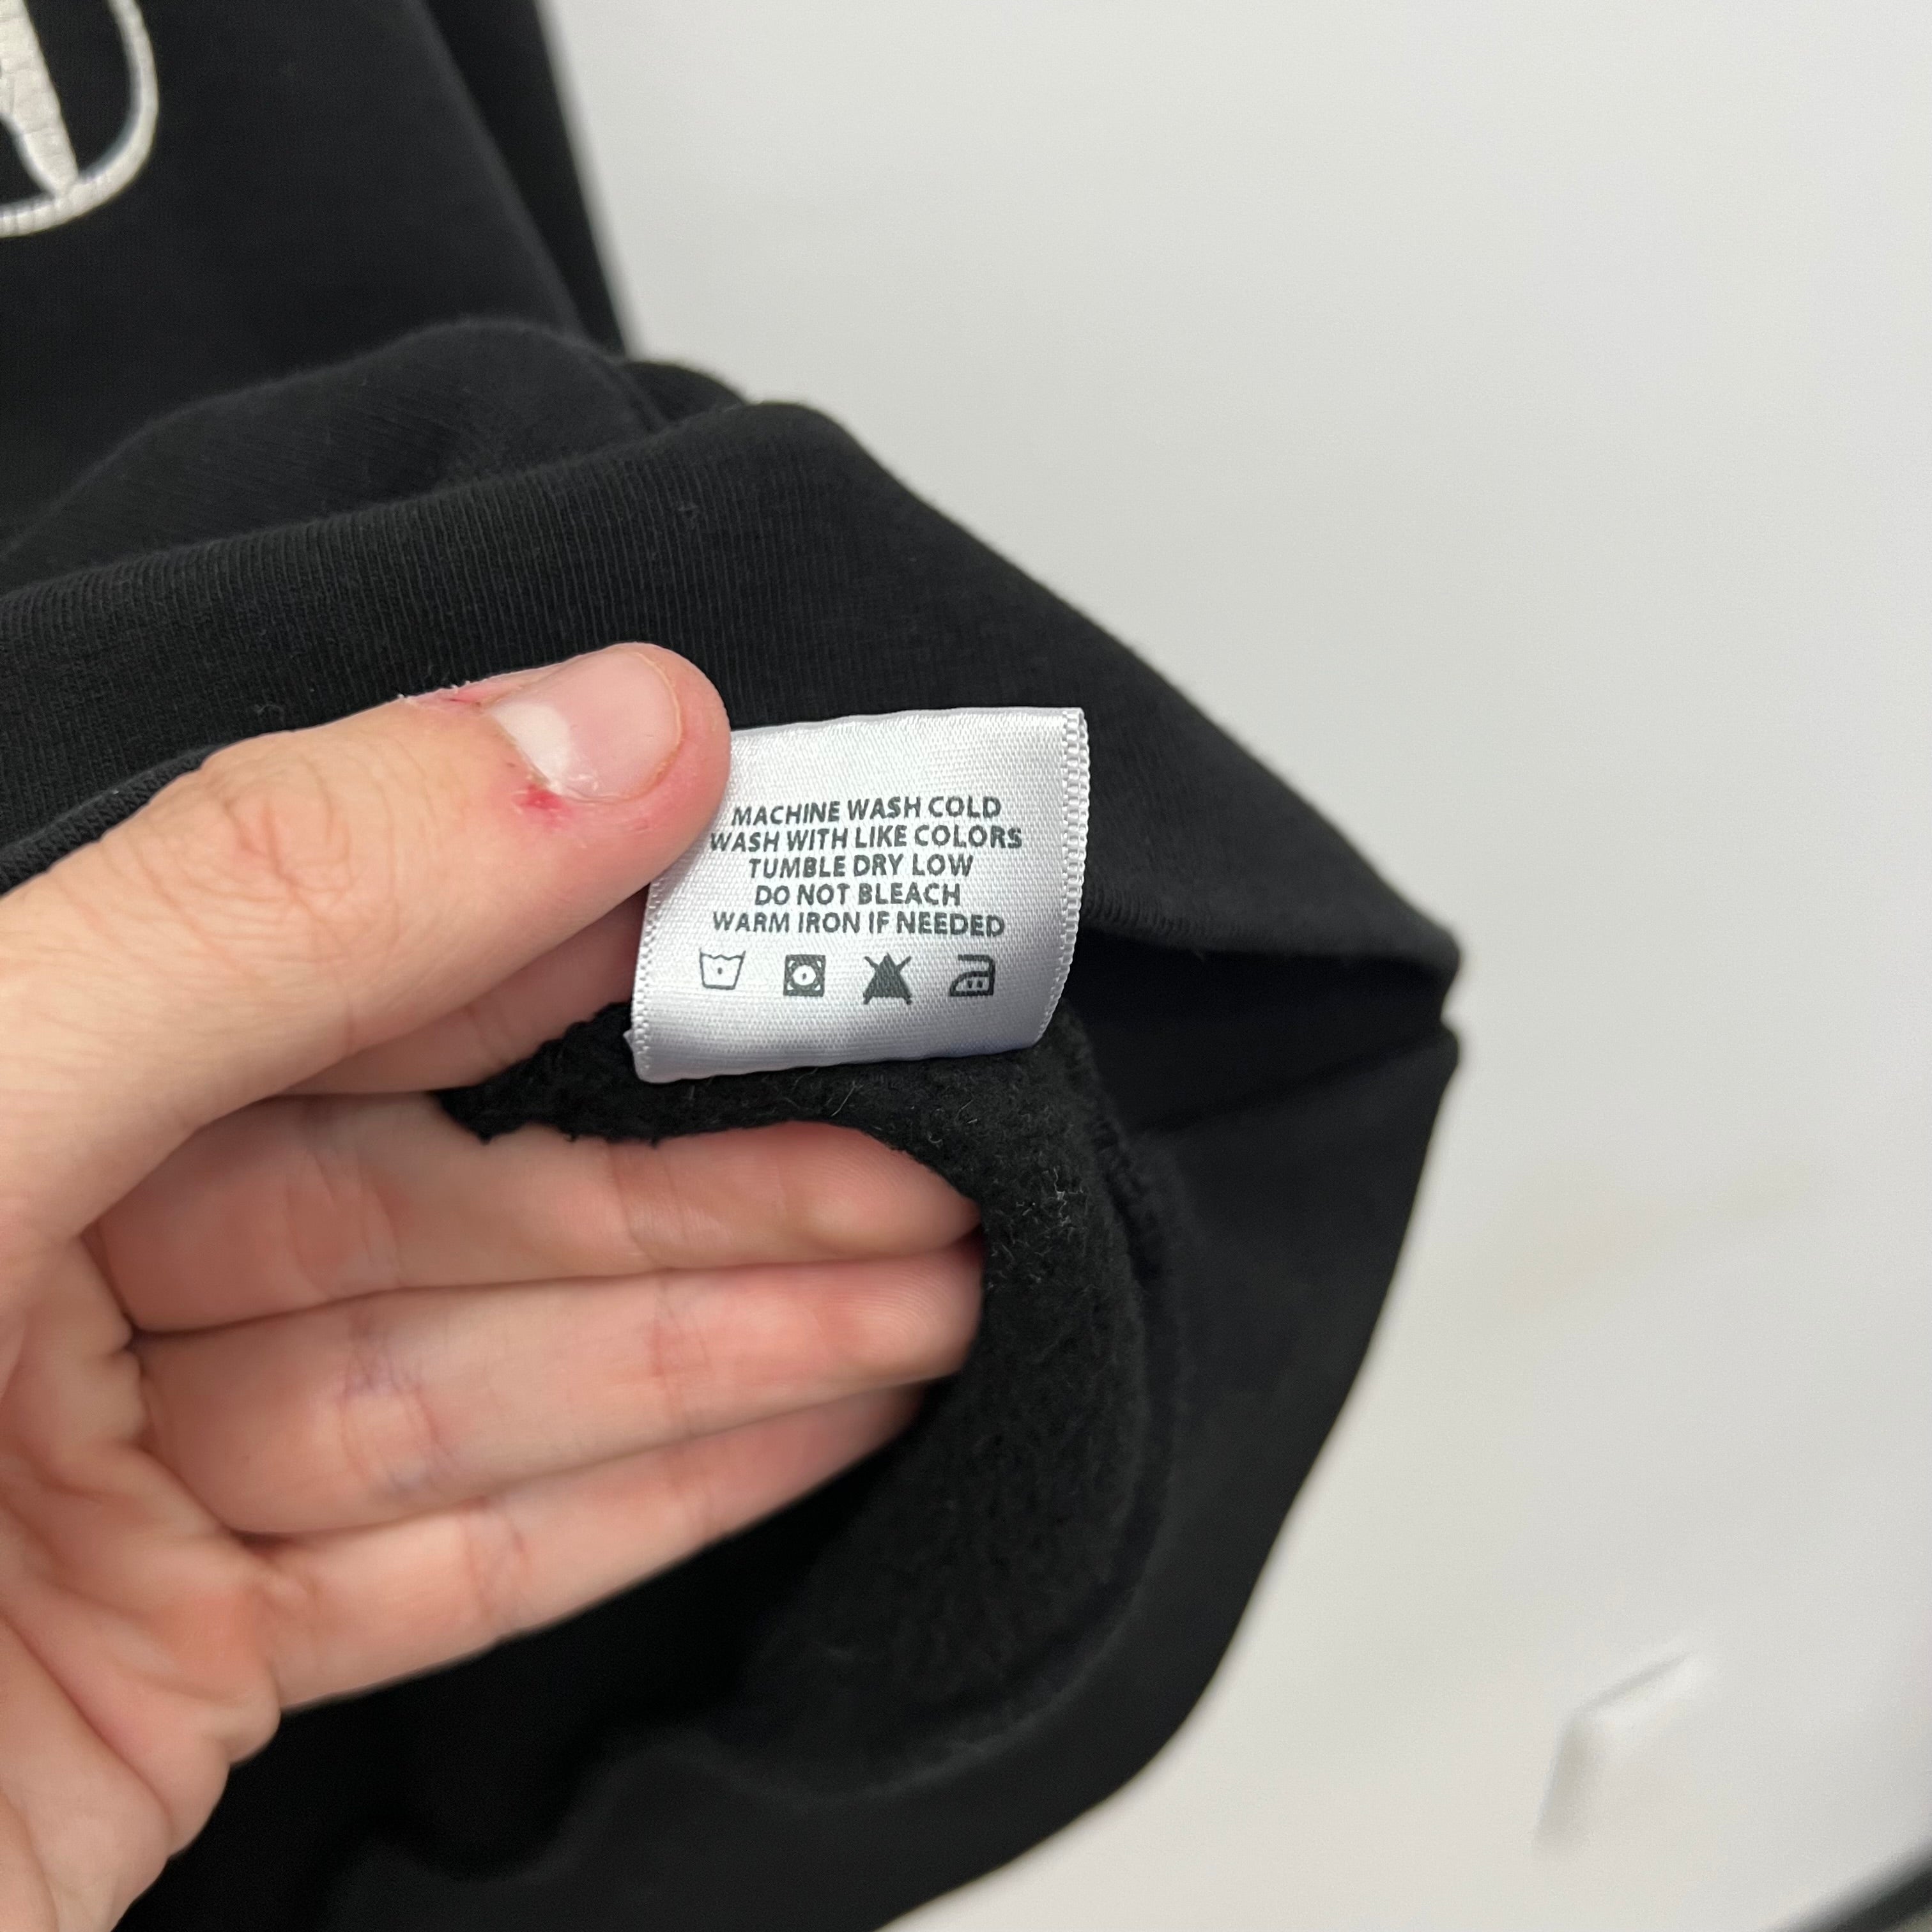 MACHINE WASH COLD
WASH WITH LIKE COLORS
TUMBLE DRY LOW
DO NOT BLEACH
WARM IRON IF NEEDED